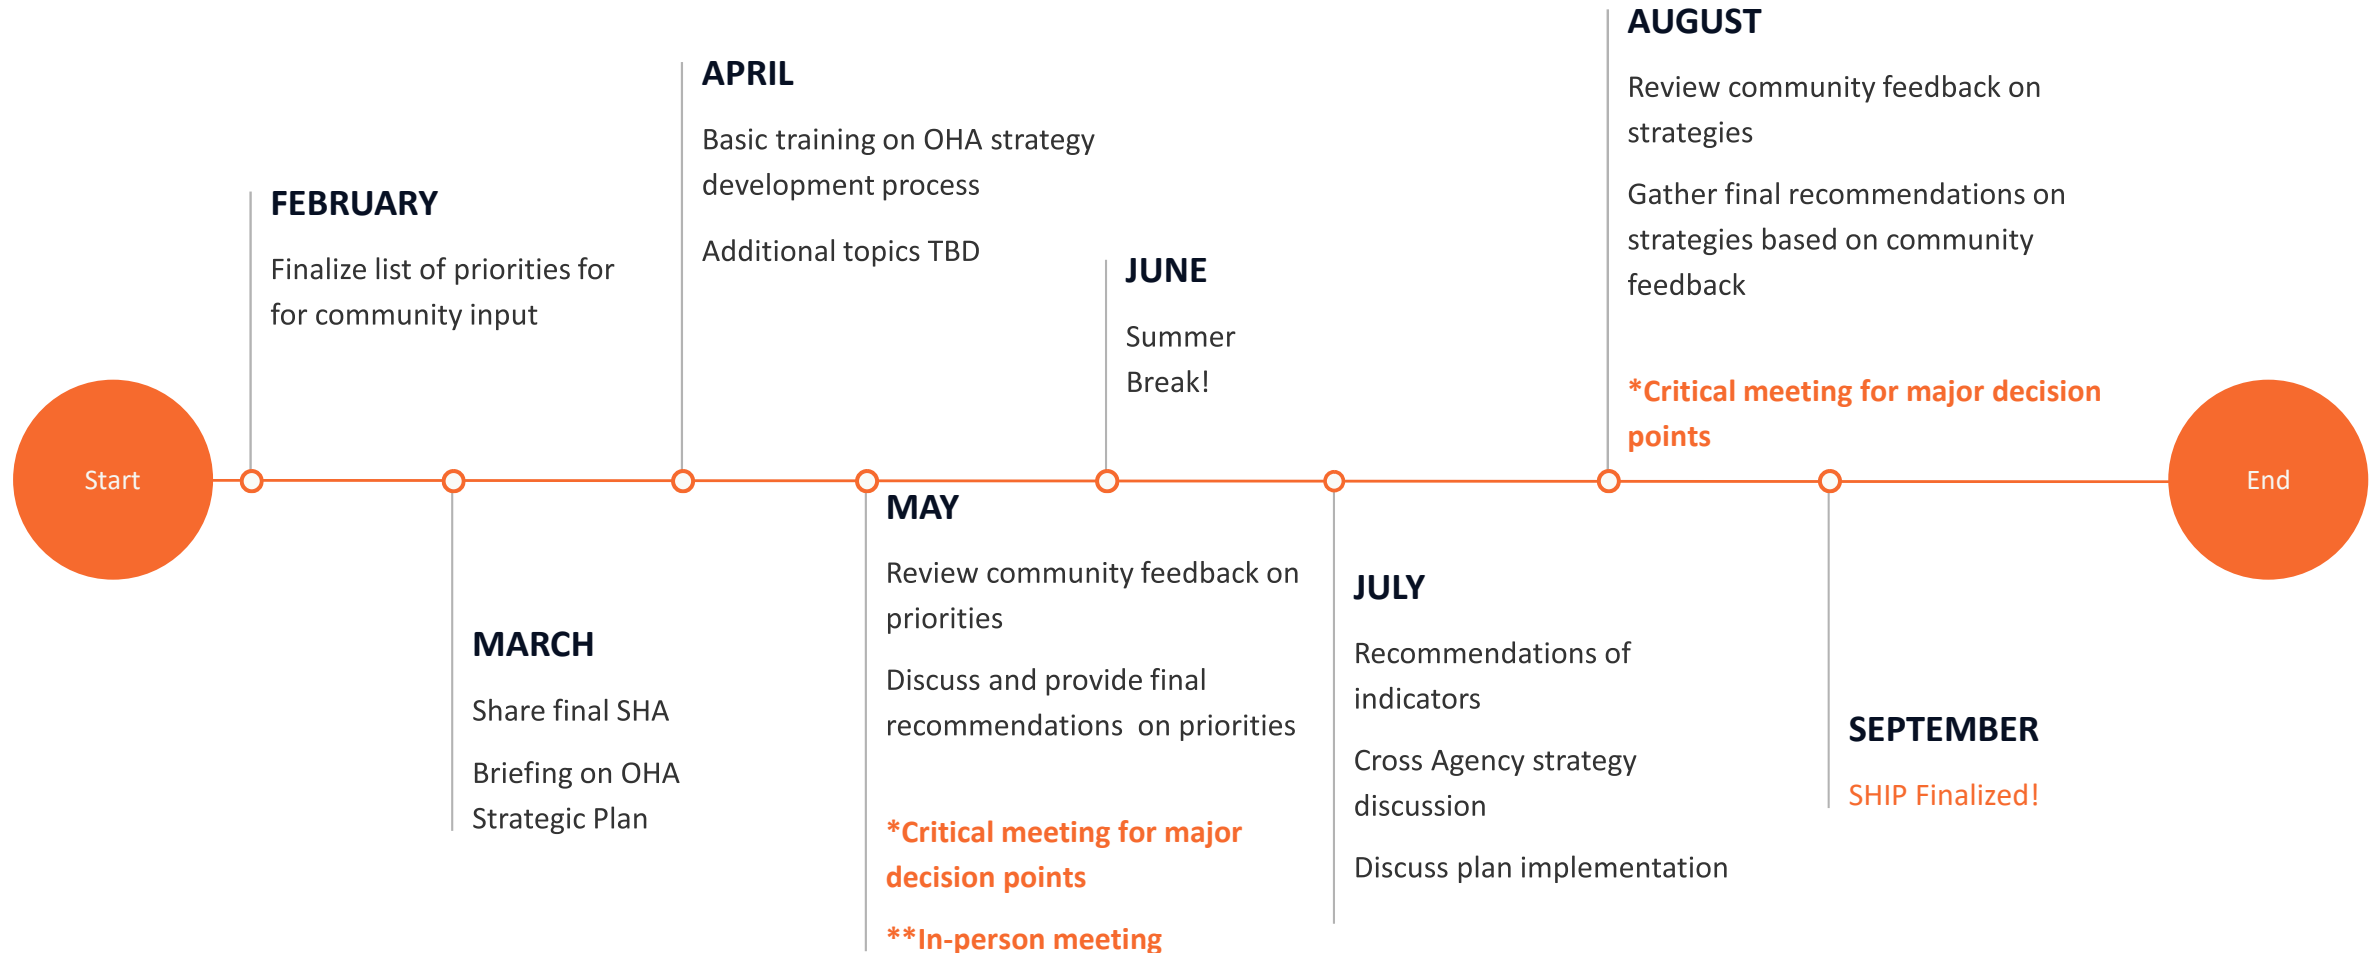 Start
FEBRUARY
Finalize list of priorities for
for community input
MARCH
Share final SHA
Briefing on OHA
Strategic Plan
APRIL
Basic training on OHA strategy
development process
Additional topics TBD
MAY
Review community feedback on
priorities
Discuss and provide final
recommendations  on priorities
*Critical meeting for major
decision points
**In-person meeting
JUNE
Summer
Break!
JULY
Recommendations of
indicators
Cross Agency strategy
discussion
Discuss plan implementation
AUGUST
Review community feedback on
strategies
Gather final recommendations on
strategies based on community
feedback
*Critical meeting for major decision
points
SEPTEMBER
SHIP Finalized!
End